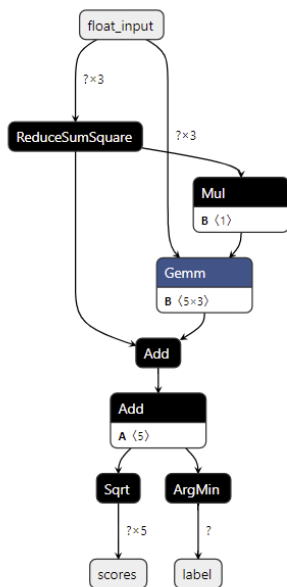 float_input
?×3
ReduceSumSquare
?×3
Mul
B ⟨1⟩
Gemm
B ⟨5×3⟩
Add
Add
A ⟨5⟩
Sqrt
ArgMin
?×5
?
scores
label